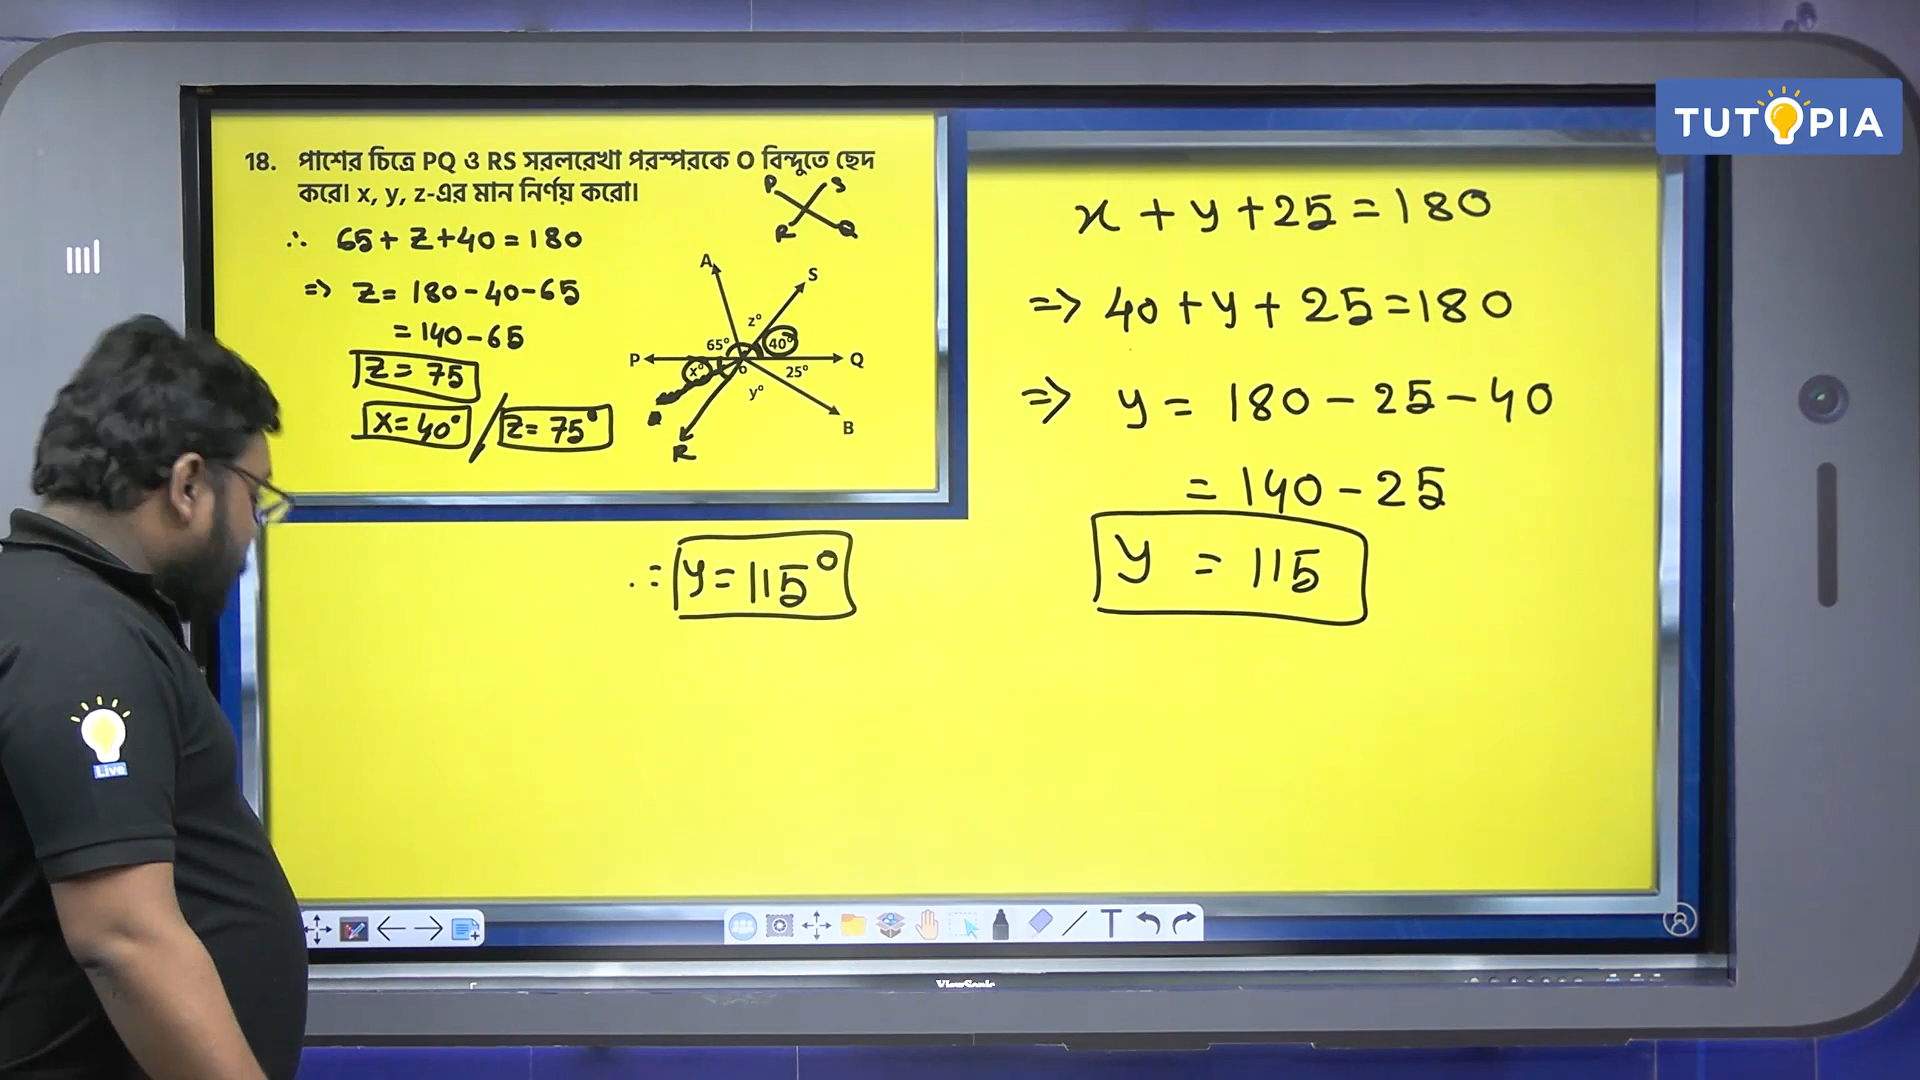 TUTOPIA
18. পাশের চিত্রে PQ ও RS সরলরেখা পরস্পরকে O বিন্দুতে ছেদ
করে। x, y, z-এর মান নির্ণয় করো।
P S
R Q
∴ 65 + z + 40 = 180
=> z = 180 - 40 - 65
= 140 - 65
z = 75
x = 40° / z = 75°
A S
z°
65° 40°
P Q
x° O 25°
y°
B
R
∴ y = 115°
x + y + 25 = 180
=> 40 + y + 25 = 180
=> y = 180 - 25 - 40
= 140 - 25
y = 115
Live
T
ViewSonic